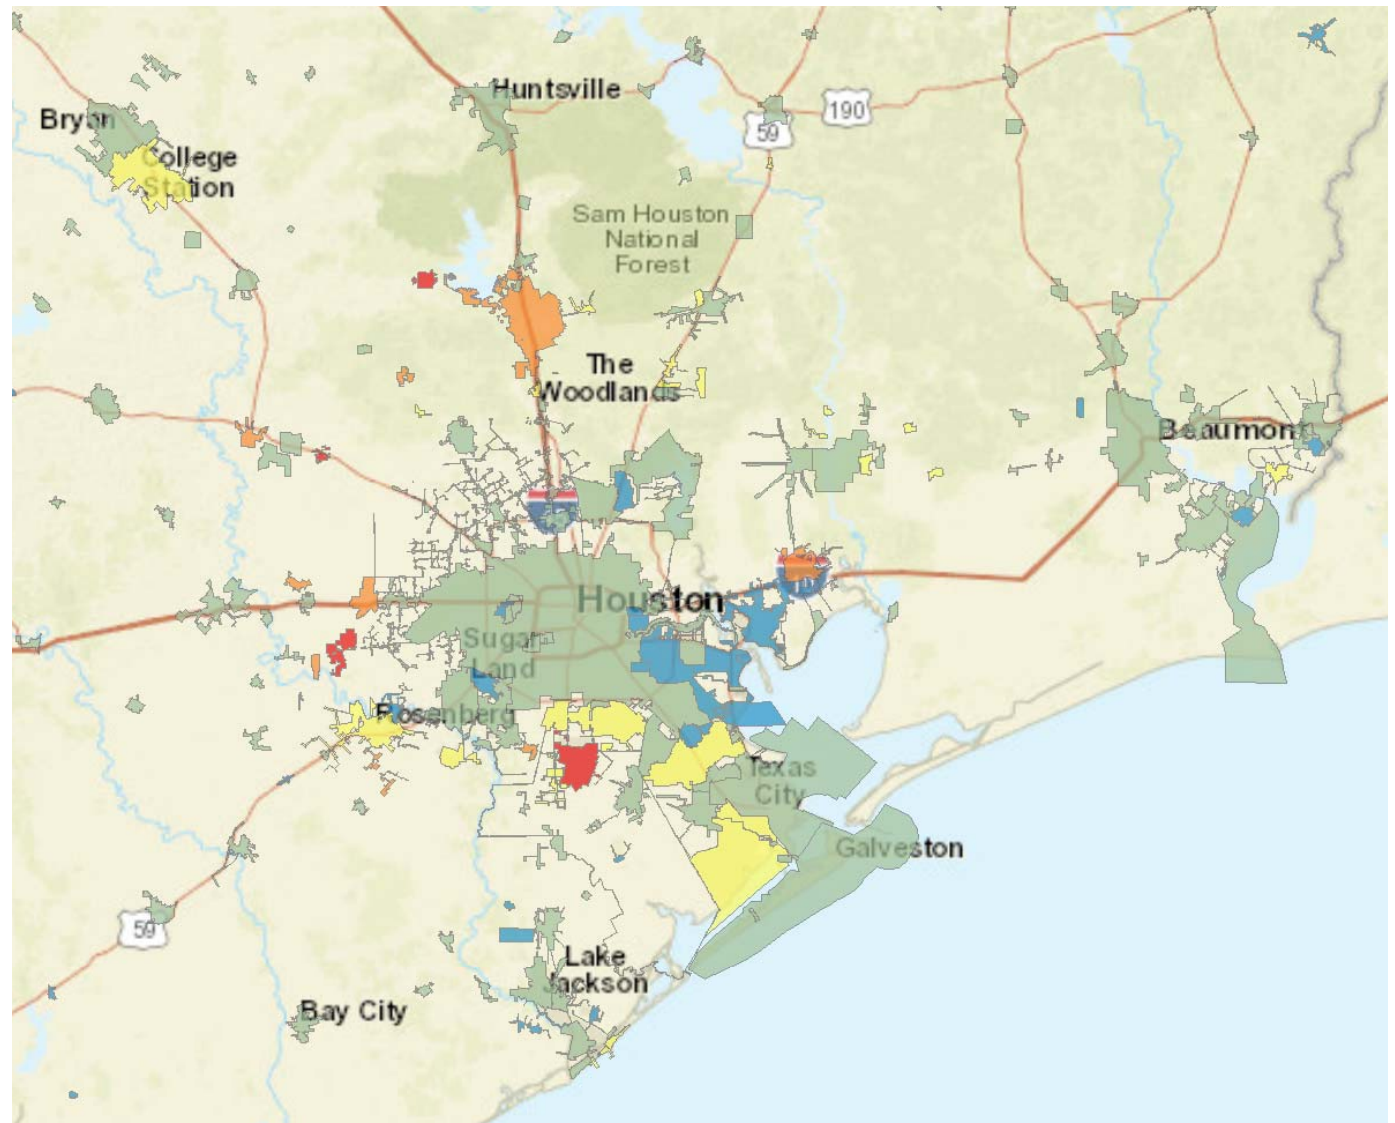 Huntsville
Bryan
190
59
College
Station
Sam Houston
National
Forest
The
Woodlands
Beaumont
10
Houston
Sugar
Land
Rosenberg
Texas
City
Galveston
59
Lake
Jackson
Bay City